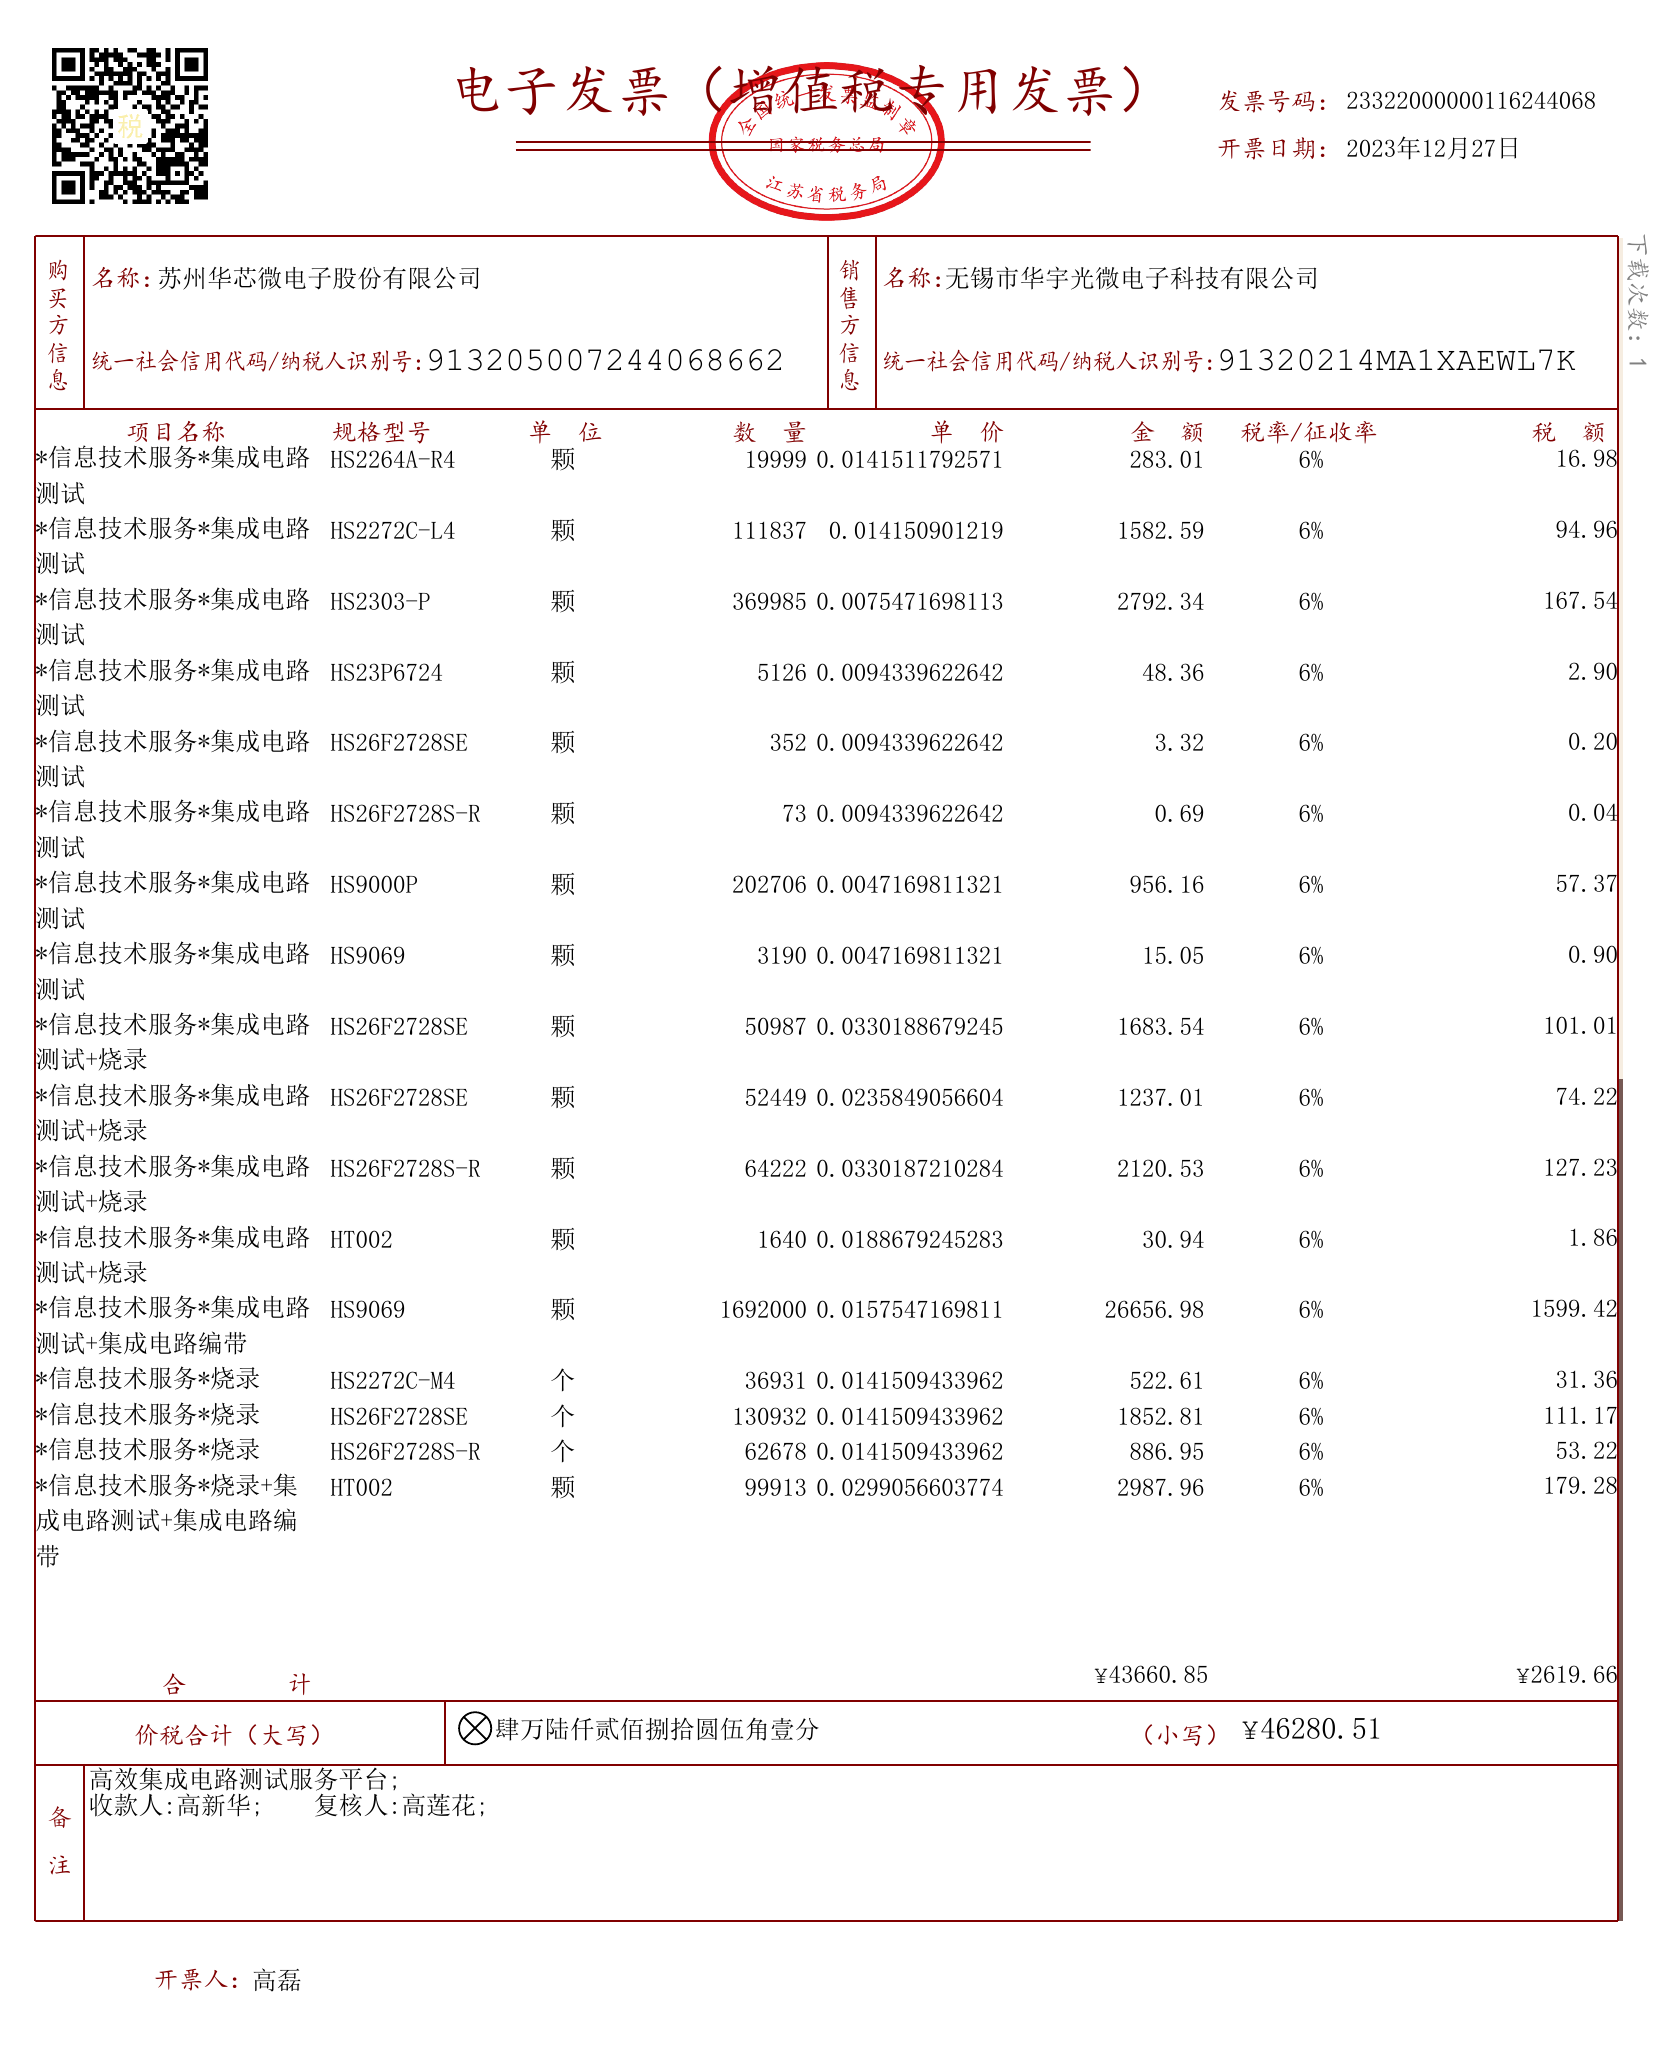 电子发票（增值税专用发票）
全国统一发票监制章
国家税务总局
江苏省税务局
税
发票号码：23322000000116244068
开票日期：2023年12月27日
下载次数：1
购买方信息
名称：苏州华芯微电子股份有限公司
统一社会信用代码/纳税人识别号：913205007244068662
销售方信息
名称：无锡市华宇光微电子科技有限公司
统一社会信用代码/纳税人识别号：91320214MA1XAEWL7K
项目名称 规格型号 单 位 数 量 单 价 金 额 税率/征收率 税 额
*信息技术服务*集成电路 HS2264A-R4 颗 19999 0.0141511792571 283.01 6% 16.98
测试
*信息技术服务*集成电路 HS2272C-L4 颗 111837 0.014150901219 1582.59 6% 94.96
测试
*信息技术服务*集成电路 HS2303-P 颗 369985 0.0075471698113 2792.34 6% 167.54
测试
*信息技术服务*集成电路 HS23P6724 颗 5126 0.0094339622642 48.36 6% 2.90
测试
*信息技术服务*集成电路 HS26F2728SE 颗 352 0.0094339622642 3.32 6% 0.20
测试
*信息技术服务*集成电路 HS26F2728S-R 颗 73 0.0094339622642 0.69 6% 0.04
测试
*信息技术服务*集成电路 HS9000P 颗 202706 0.0047169811321 956.16 6% 57.37
测试
*信息技术服务*集成电路 HS9069 颗 3190 0.0047169811321 15.05 6% 0.90
测试
*信息技术服务*集成电路 HS26F2728SE 颗 50987 0.0330188679245 1683.54 6% 101.01
测试+烧录
*信息技术服务*集成电路 HS26F2728SE 颗 52449 0.0235849056604 1237.01 6% 74.22
测试+烧录
*信息技术服务*集成电路 HS26F2728S-R 颗 64222 0.0330187210284 2120.53 6% 127.23
测试+烧录
*信息技术服务*集成电路 HT002 颗 1640 0.0188679245283 30.94 6% 1.86
测试+烧录
*信息技术服务*集成电路 HS9069 颗 1692000 0.0157547169811 26656.98 6% 1599.42
测试+集成电路编带
*信息技术服务*烧录 HS2272C-M4 个 36931 0.0141509433962 522.61 6% 31.36
*信息技术服务*烧录 HS26F2728SE 个 130932 0.0141509433962 1852.81 6% 111.17
*信息技术服务*烧录 HS26F2728S-R 个 62678 0.0141509433962 886.95 6% 53.22
*信息技术服务*烧录+集 HT002 颗 99913 0.0299056603774 2987.96 6% 179.28
成电路测试+集成电路编
带
合 计 ¥43660.85 ¥2619.66
价税合计（大写） 肆万陆仟贰佰捌拾圆伍角壹分 （小写） ¥46280.51
备注
高效集成电路测试服务平台;
收款人:高新华; 复核人:高莲花;
开票人：高磊